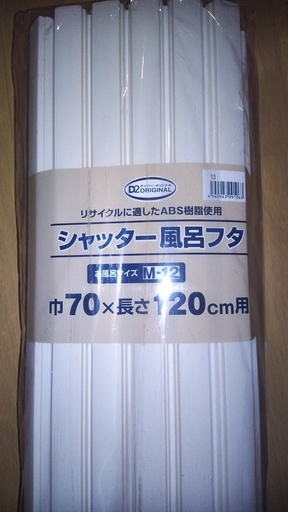 D2
ORIGINAL
13
リサイクルに適したABS樹脂使用
シャッター風呂フタ
お風呂サイズ M-12
巾70×長さ120cm用